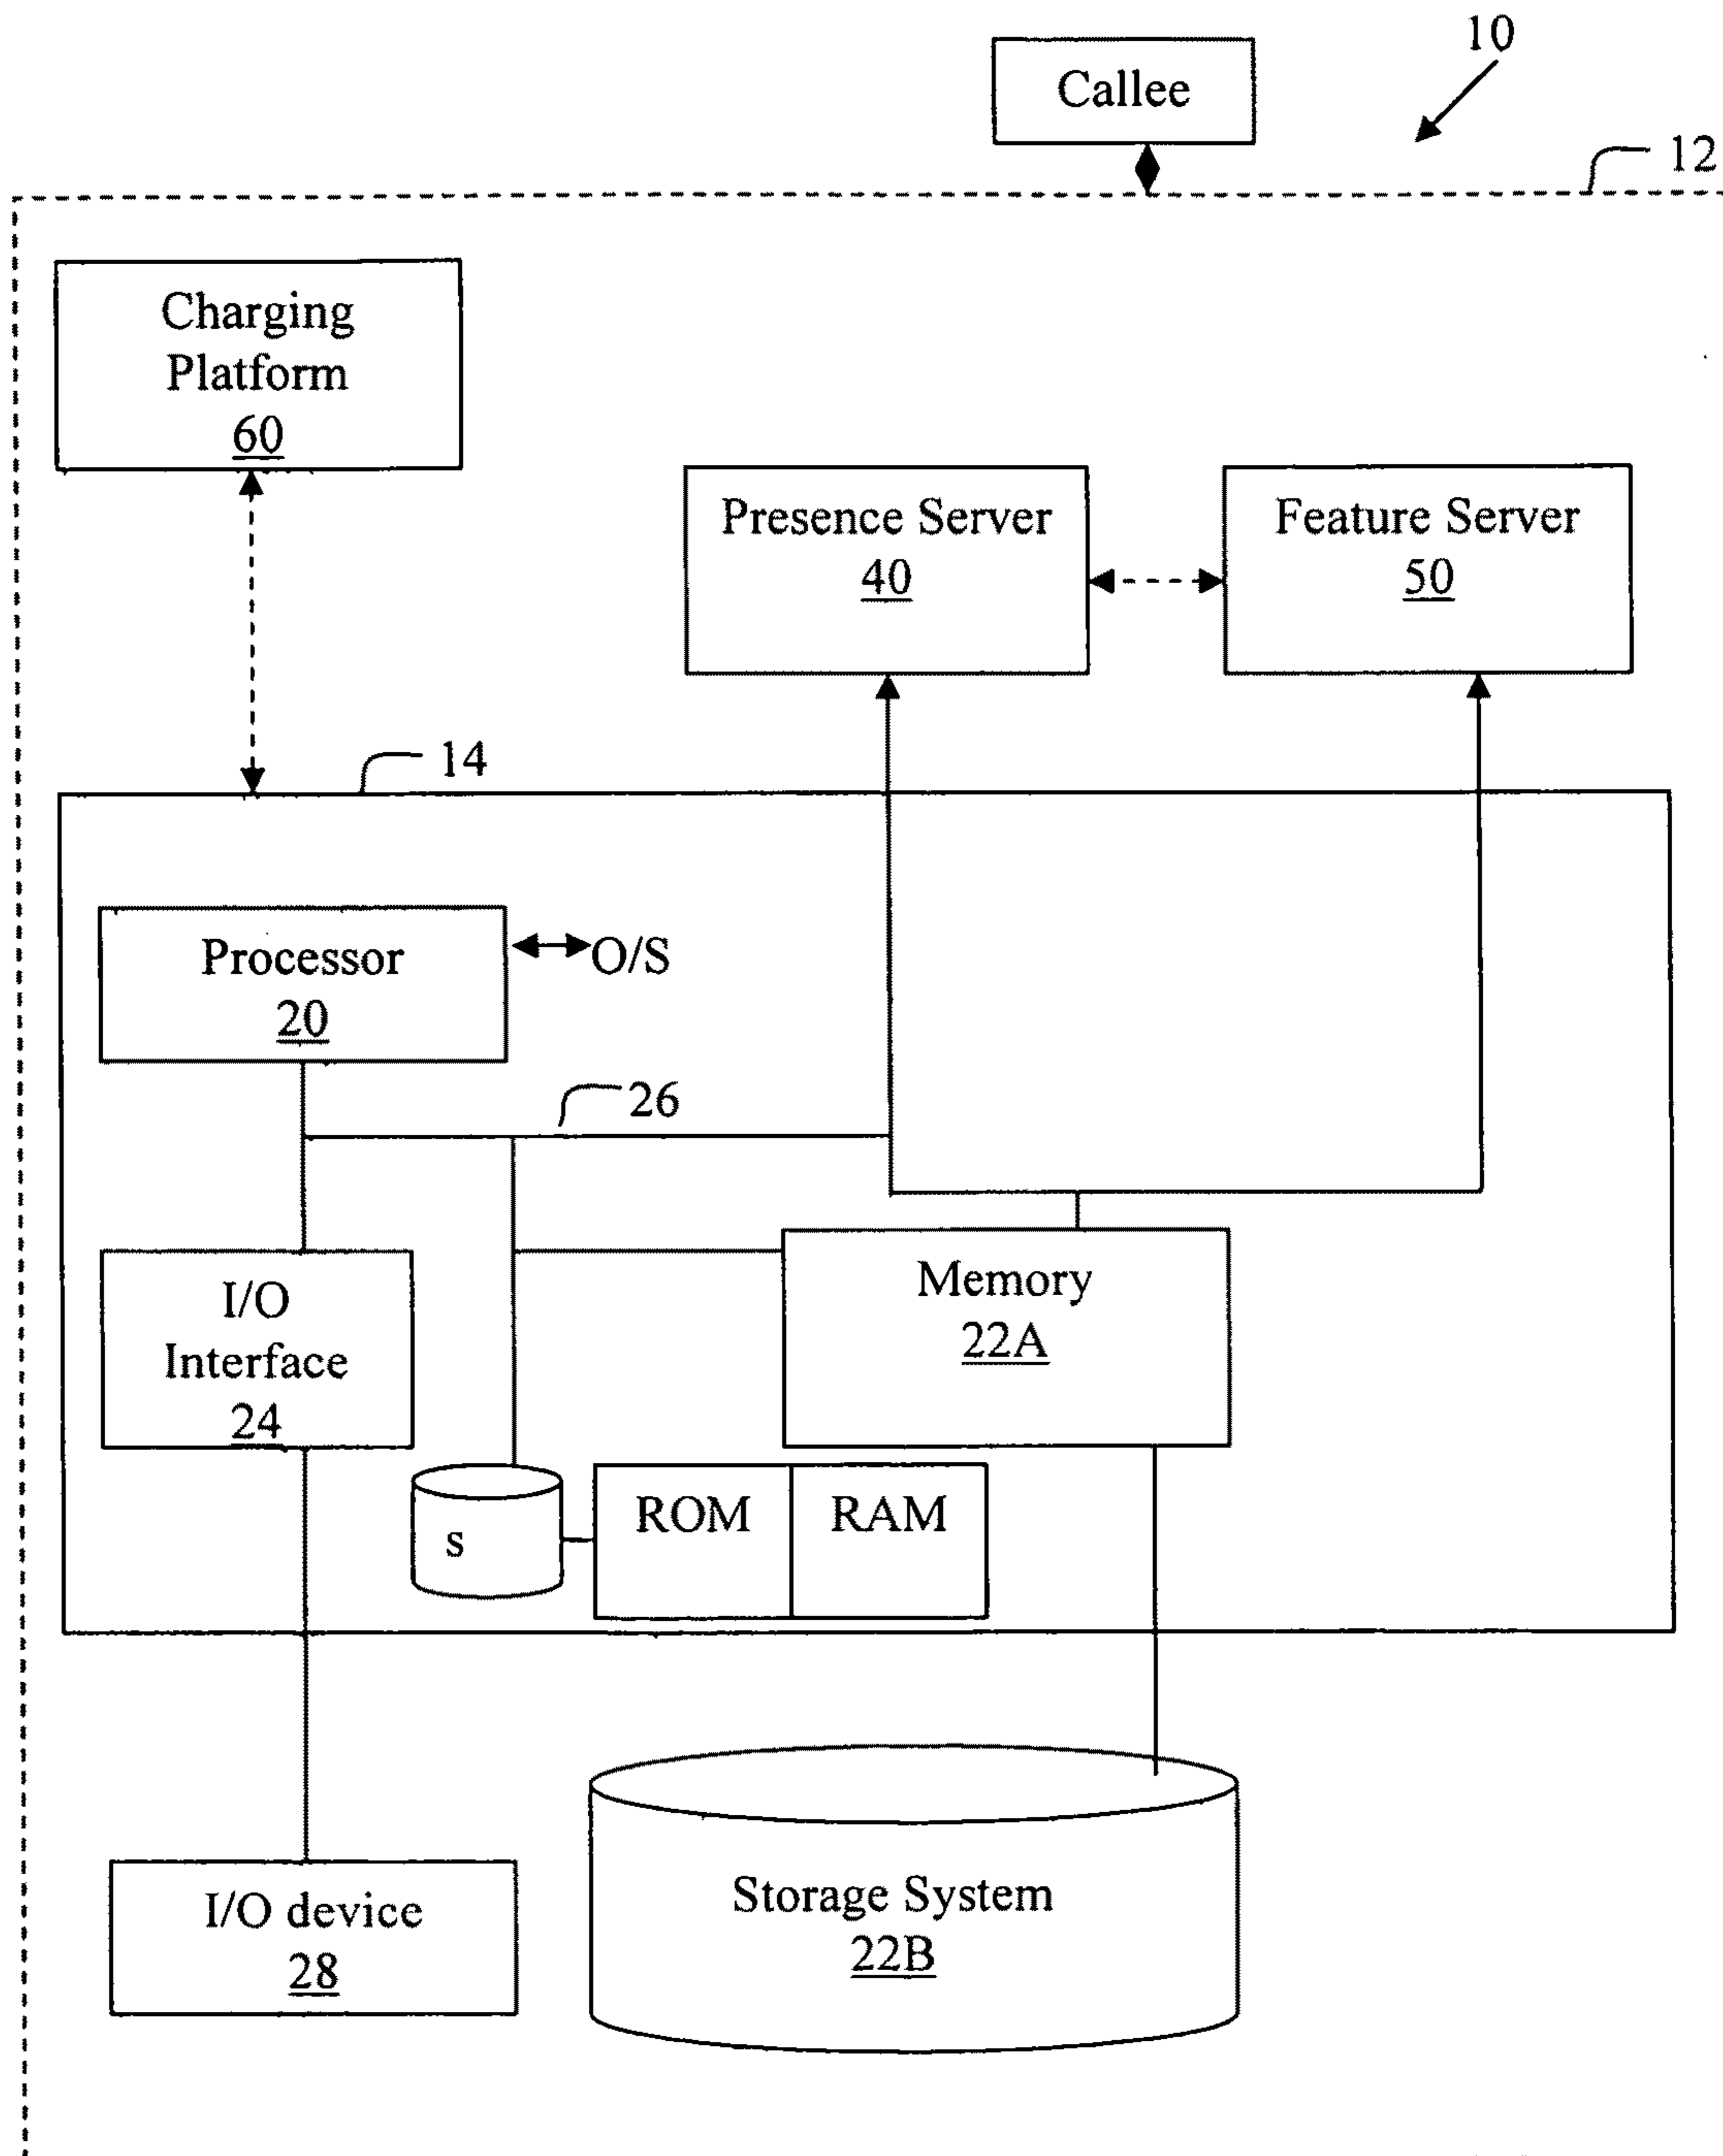 10
Callee
12
Charging
Platform
60
Presence Server
40
Feature Server
50
14
Processor
20
O/S
26
I/O
Interface
24
Memory
22A
s
ROM
RAM
I/O device
28
Storage System
22B